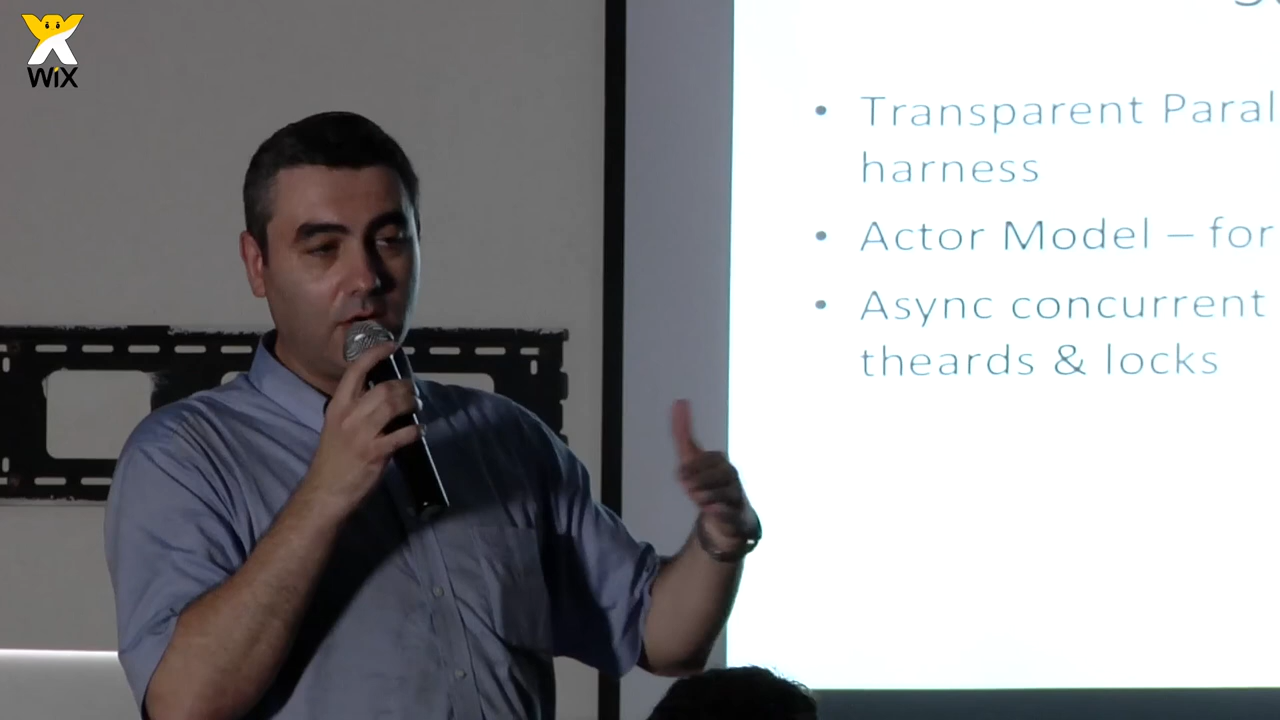 WiX
• Transparent Paral
harness
• Actor Model – for
• Async concurrent
theards & locks